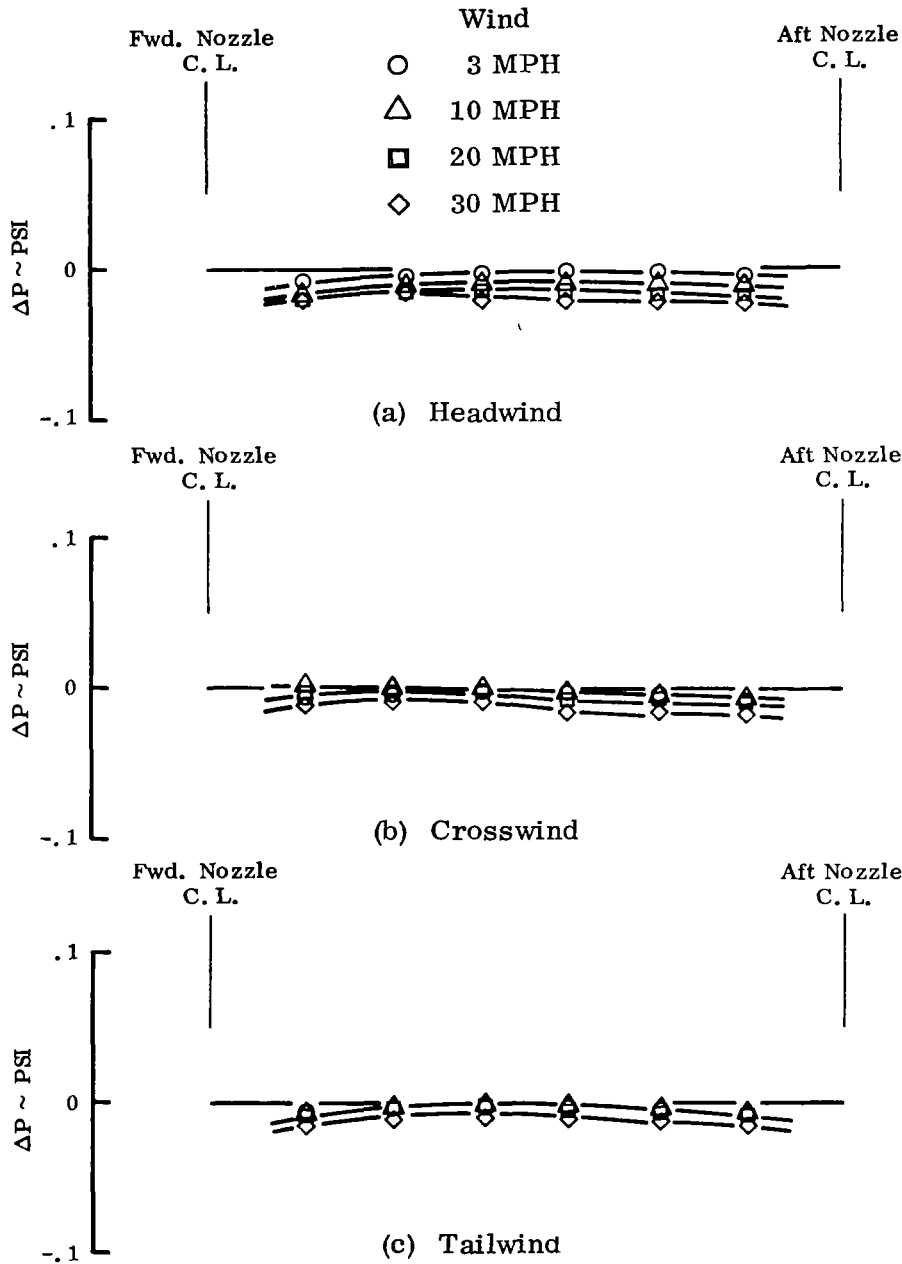 Wind
Fwd. Nozzle
C. L.
Aft Nozzle
C. L.
3 MPH
10 MPH
20 MPH
30 MPH
.1
0
-.1
ΔP ~ PSI
(a) Headwind
Fwd. Nozzle
C. L.
Aft Nozzle
C. L.
.1
0
-.1
ΔP ~ PSI
(b) Crosswind
Fwd. Nozzle
C. L.
Aft Nozzle
C. L.
.1
0
-.1
ΔP ~ PSI
(c) Tailwind